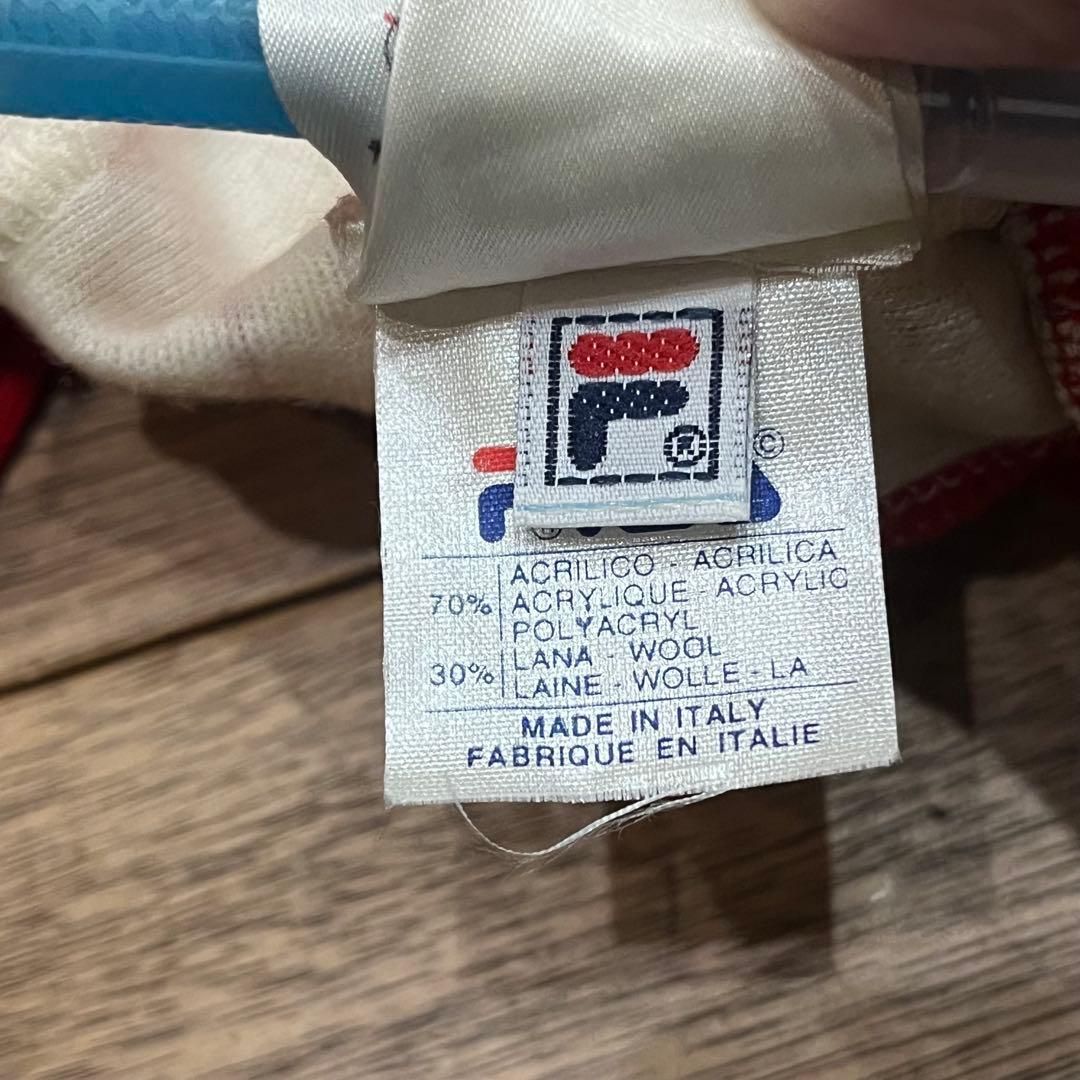 F ®
©
ACRILICO - ACRILICA
70% ACRYLIQUE - ACRYLIC
POLYACRYL
LANA - WOOL
30% LAINE - WOLLE - LA
MADE IN ITALY
FABRIQUE EN ITALIE